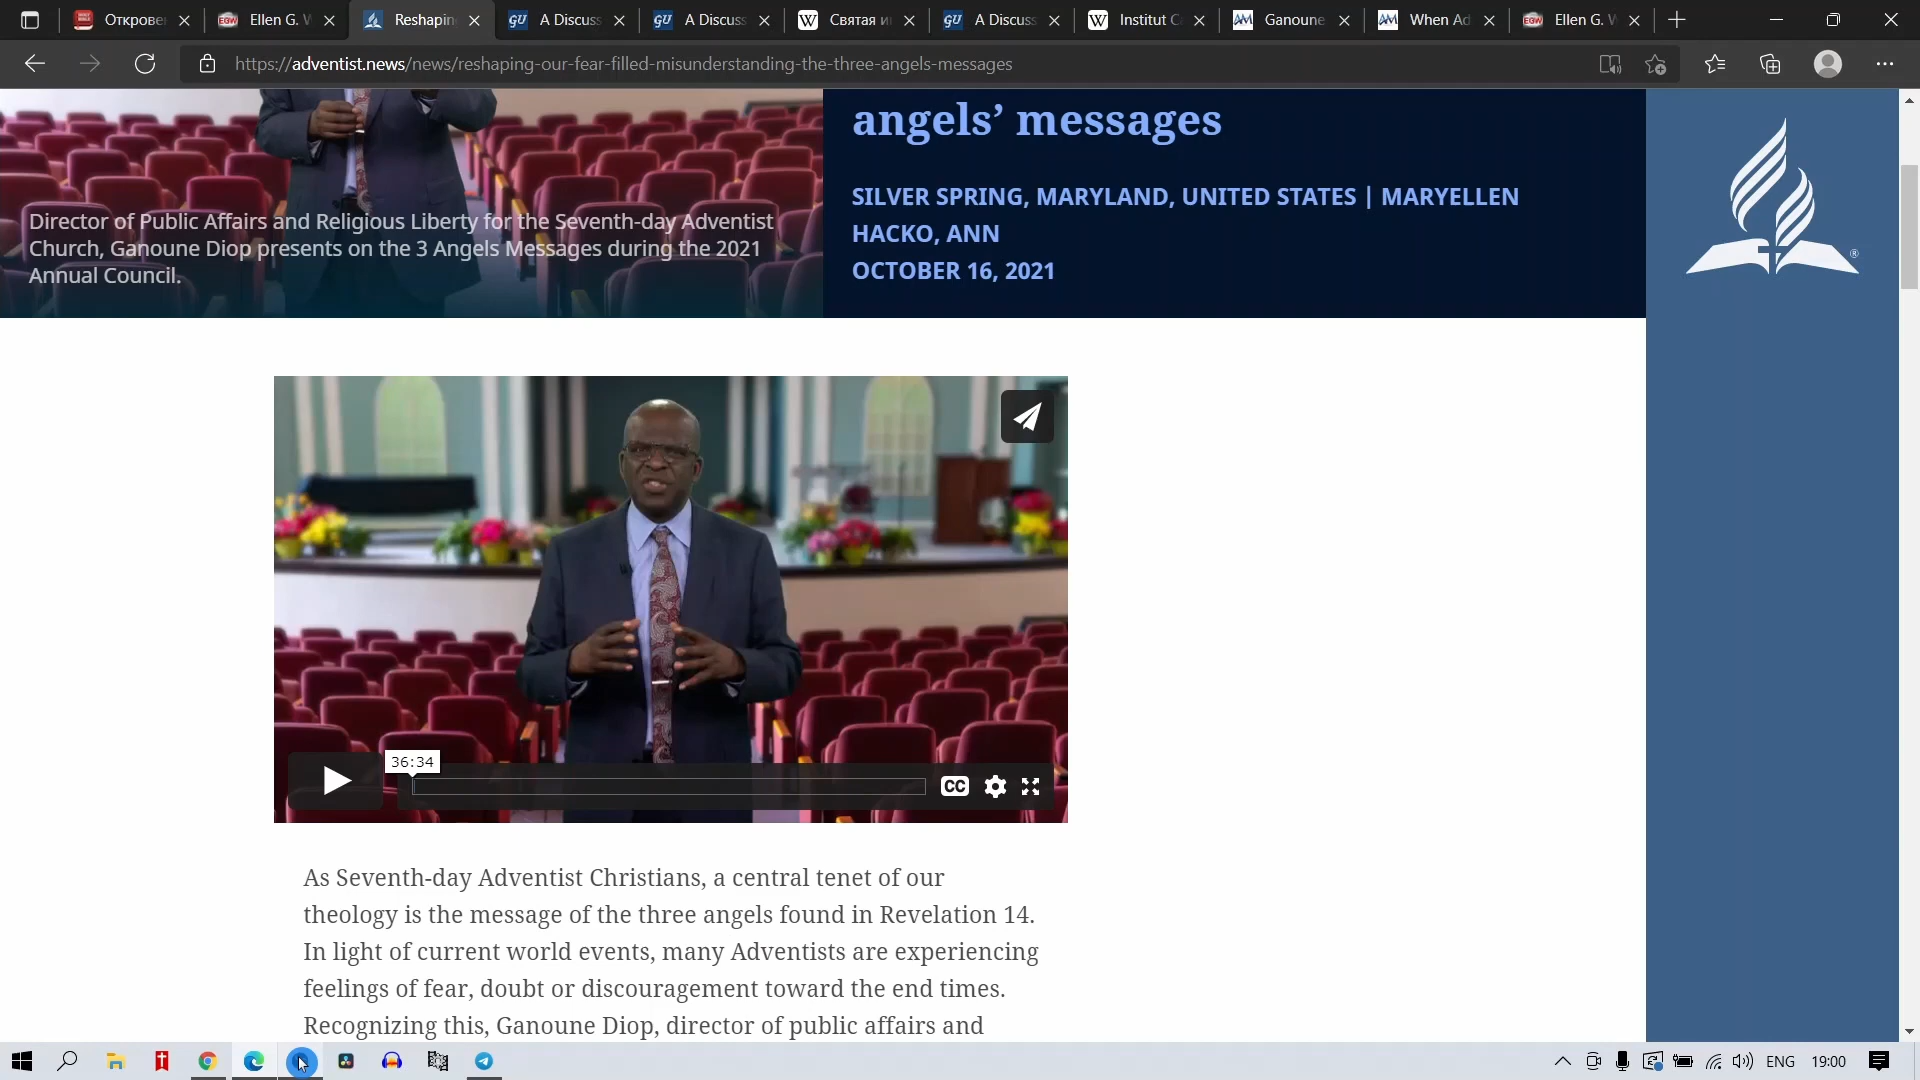 Открове
Ellen G. W
Reshapin
A Discuss
A Discuss
Святая и
A Discuss
Institut C
Ganoune
When Ad
Ellen G. W
https://adventist.news/news/reshaping-our-fear-filled-misunderstanding-the-three-angels-messages
angels’ messages
SILVER SPRING, MARYLAND, UNITED STATES | MARYELLEN
HACKO, ANN
OCTOBER 16, 2021
Director of Public Affairs and Religious Liberty for the Seventh-day Adventist
Church, Ganoune Diop presents on the 3 Angels Messages during the 2021
Annual Council.
36:34
CC
As Seventh-day Adventist Christians, a central tenet of our
theology is the message of the three angels found in Revelation 14.
In light of current world events, many Adventists are experiencing
feelings of fear, doubt or discouragement toward the end times.
Recognizing this, Ganoune Diop, director of public affairs and
ENG
19:00